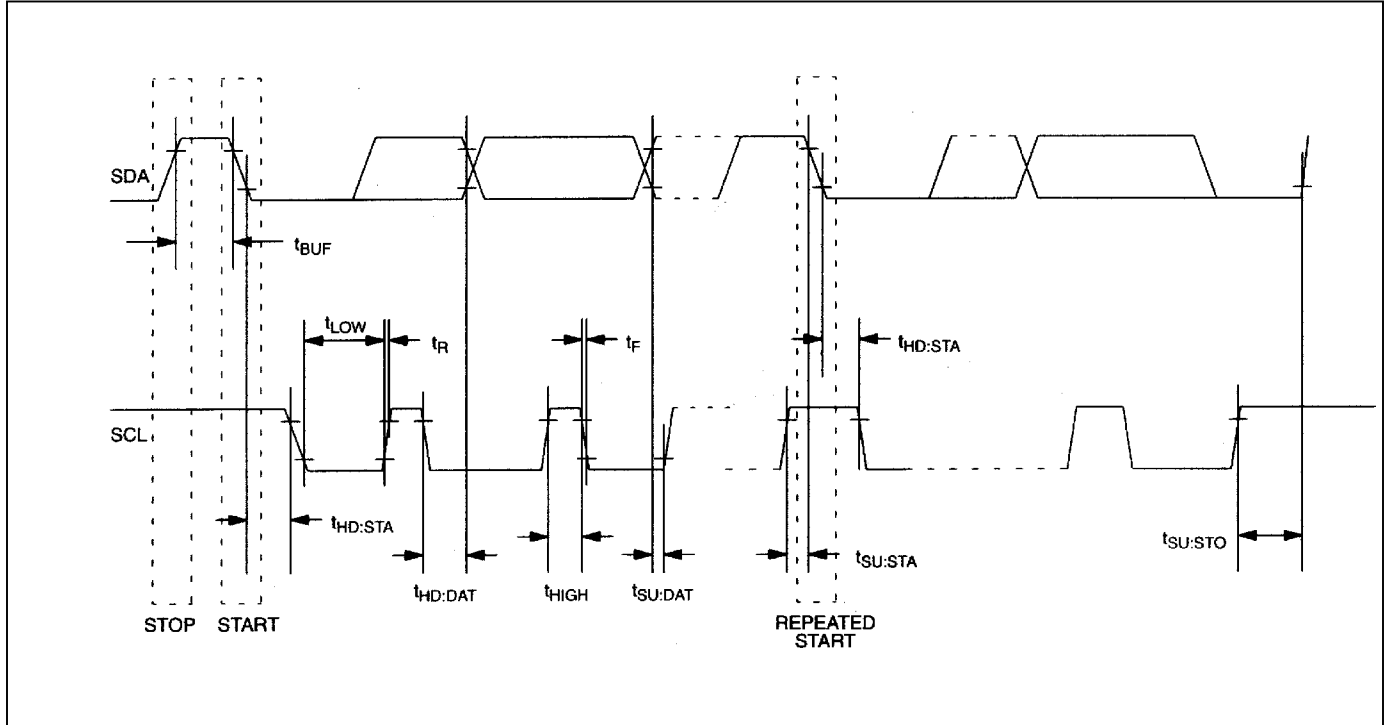 SDA
tBUF
tLOW
tR
tF
tHD:STA
SCL
tHD:STA
tSU:STA
tSU:STO
tHD:DAT
tHIGH
tSU:DAT
STOP
START
REPEATED
START